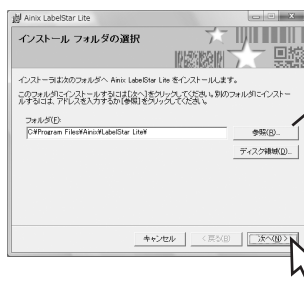 Ainix LabelStar Lite
インストール フォルダの選択
インストーラは次のフォルダへ Ainix LabelStar Lite をインストールします。
このフォルダにインストールするには[次へ]をクリックしてください。別のフォルダにインストー
ルするには、アドレスを入力するか[参照]をクリックしてください。
フォルダ(F):
C:¥Program Files¥Ainix¥LabelStar Lite¥
参照(R)...
ディスク領域(D)...
キャンセル
< 戻る(B)
次へ(N) >